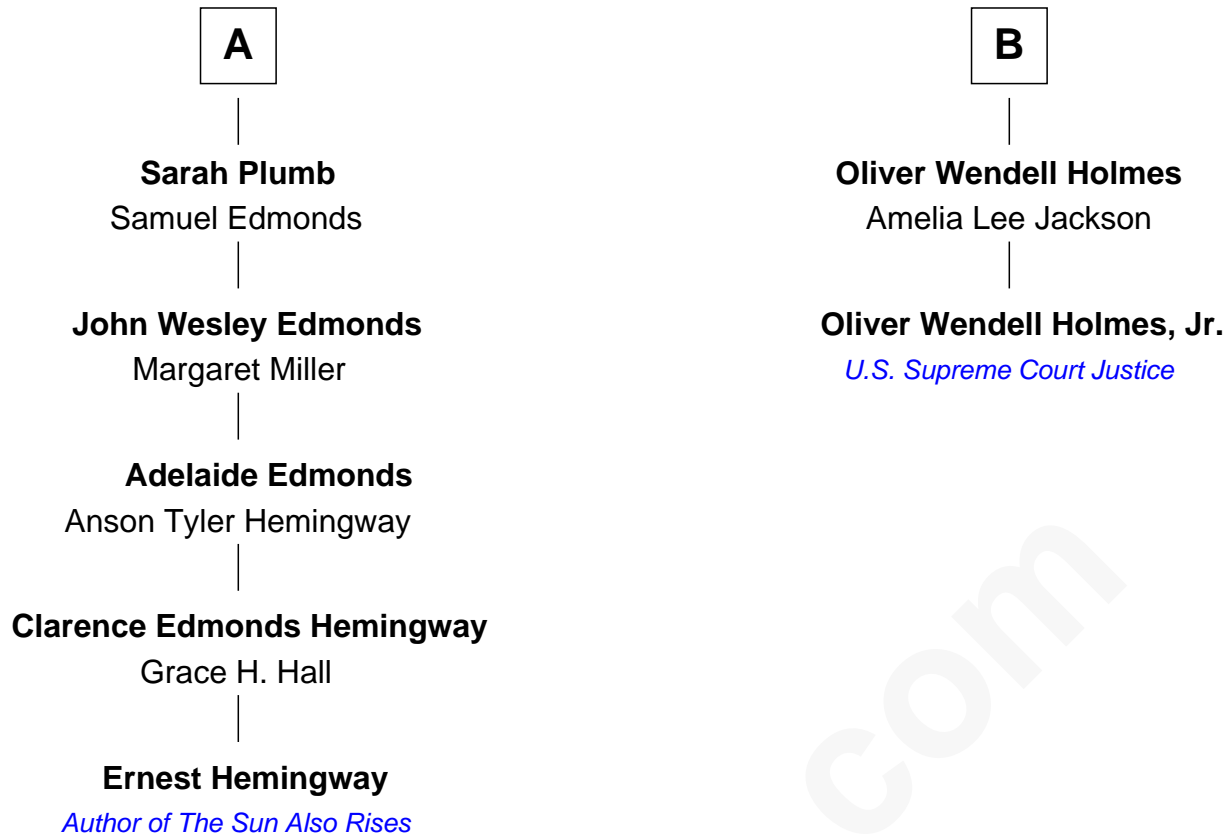 A
Sarah Plumb
Samuel Edmonds
John Wesley Edmonds
Margaret Miller
Adelaide Edmonds
Anson Tyler Hemingway
Clarence Edmonds Hemingway
Grace H. Hall
Ernest Hemingway
Author of The Sun Also Rises
B
Oliver Wendell Holmes
Amelia Lee Jackson
Oliver Wendell Holmes, Jr.
U.S. Supreme Court Justice
com